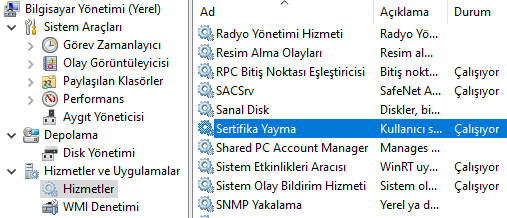 Bilgisayar Yönetimi (Yerel)
Sistem Araçları
Görev Zamanlayıcı
Olay Görüntüleyicisi
Paylaşılan Klasörler
Performans
Aygıt Yöneticisi
Depolama
Disk Yönetimi
Hizmetler ve Uygulamalar
Hizmetler
WMI Denetimi
Ad Açıklama Durum
Radyo Yönetimi Hizmeti Radyo Yö...
Resim Alma Olayları Resim al...
RPC Bitiş Noktası Eşleştiricisi RPC arabi... Çalışıyor
SACSrv SafeNet A... Çalışıyor
Sanal Disk Diskler, bi...
Sertifika Yayma Kullanıcı s... Çalışıyor
Shared PC Account Manager Manages ...
Sistem Etkinlikleri Aracısı WinRT uy... Çalışıyor
Sistem Olay Bildirim Hizmeti Sistem ol... Çalışıyor
SNMP Yakalama Yerel ya d...